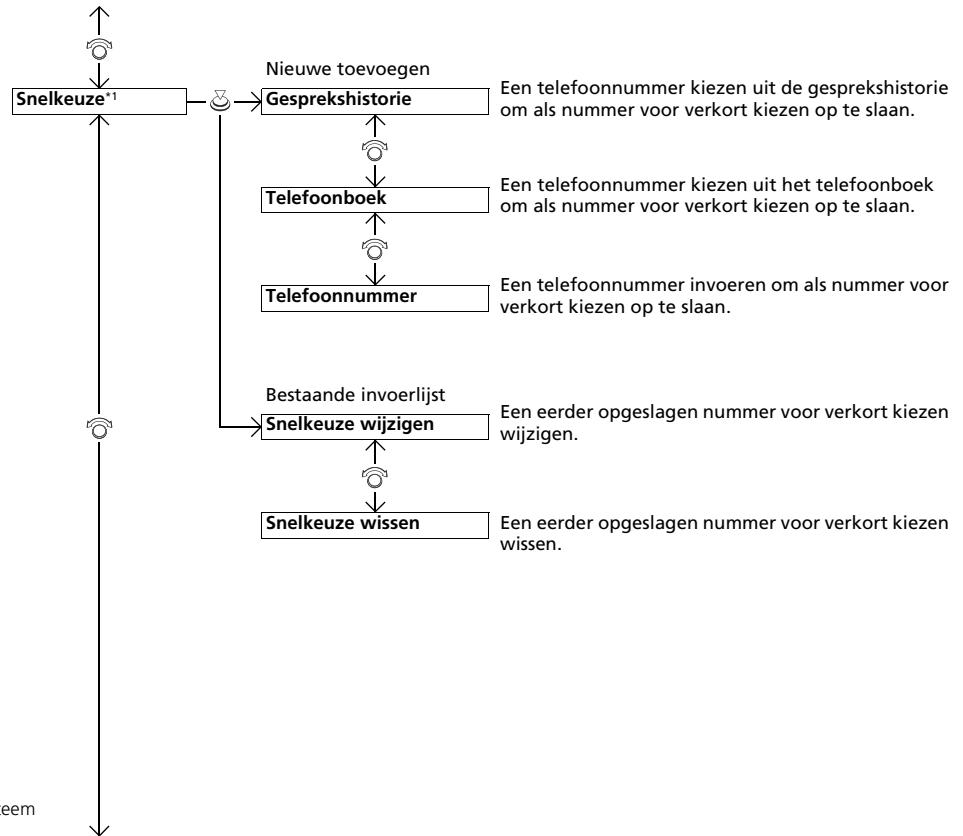 Nieuwe toevoegen
Snelkeuze*1
Gesprekshistorie
Een telefoonnummer kiezen uit de gesprekshistorie
om als nummer voor verkort kiezen op te slaan.
Telefoonboek
Een telefoonnummer kiezen uit het telefoonboek
om als nummer voor verkort kiezen op te slaan.
Telefoonnummer
Een telefoonnummer invoeren om als nummer voor
verkort kiezen op te slaan.
Bestaande invoerlijst
Snelkeuze wijzigen
Een eerder opgeslagen nummer voor verkort kiezen
wijzigen.
Snelkeuze wissen
Een eerder opgeslagen nummer voor verkort kiezen
wissen.
teem